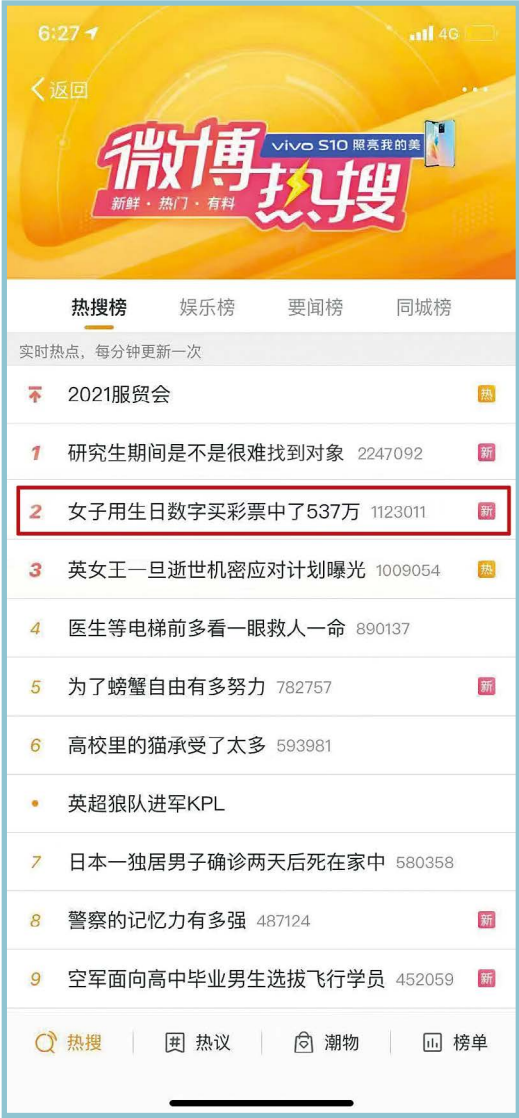 6:27 4G
返回
微博热搜
vivo S10 照亮我的美
新鲜·热门·有料
热搜榜 娱乐榜 要闻榜 同城榜
实时热点，每分钟更新一次
2021服贸会 热
1 研究生期间是不是很难找到对象 2247092 新
2 女子用生日数字买彩票中了537万 1123011 新
3 英女王一旦逝世机密应对计划曝光 1009054 热
4 医生等电梯前多看一眼救人一命 890137
5 为了螃蟹自由有多努力 782757 新
6 高校里的猫承受了太多 593981
• 英超狼队进军KPL
7 日本一独居男子确诊两天后死在家中 580358
8 警察的记忆力有多强 487124 新
9 空军面向高中毕业男生选拔飞行学员 452059 新
热搜 热议 潮物 榜单